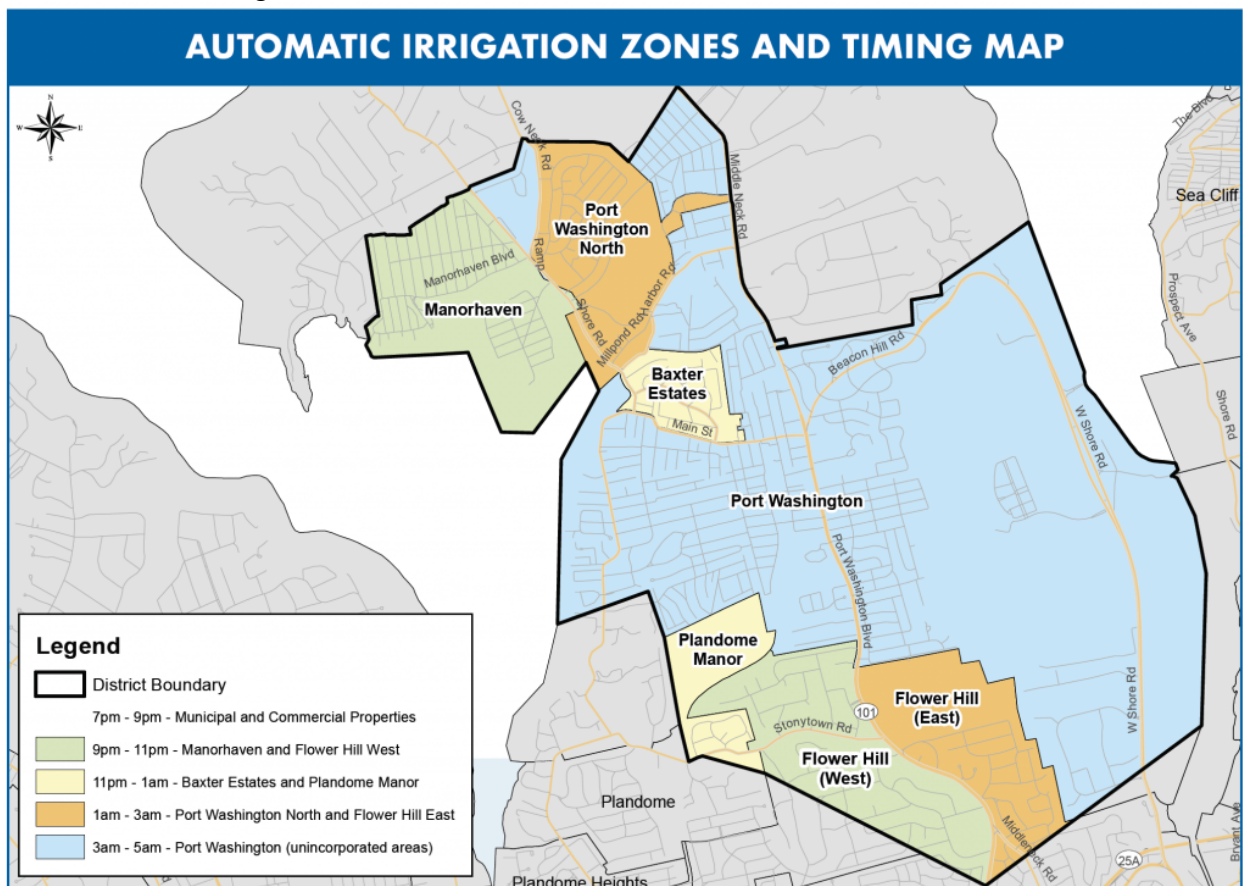 AUTOMATIC IRRIGATION ZONES AND TIMING MAP
N
W
E
S
Cow Neck Rd
Middle Neck Rd
The Blvd
Sea Cliff
Port
Washington
North
Ramp
Manorhaven Blvd
Manorhaven
Shore Rd
Harbor Rd
Millpond Rd
Prospect Ave
Beacon Hill Rd
Baxter
Estates
Main St
W Shore Rd
Shore Rd
Port Washington
Port Washington Blvd
Plandome
Manor
Flower Hill
(East)
101
Stonytown Rd
Flower Hill
(West)
W Shore Rd
Plandome
Middleneck Rd
25A
Bryant Ave
Plandome Heights
Legend
District Boundary
7pm - 9pm - Municipal and Commercial Properties
9pm - 11pm - Manorhaven and Flower Hill West
11pm - 1am - Baxter Estates and Plandome Manor
1am - 3am - Port Washington North and Flower Hill East
3am - 5am - Port Washington (unincorporated areas)